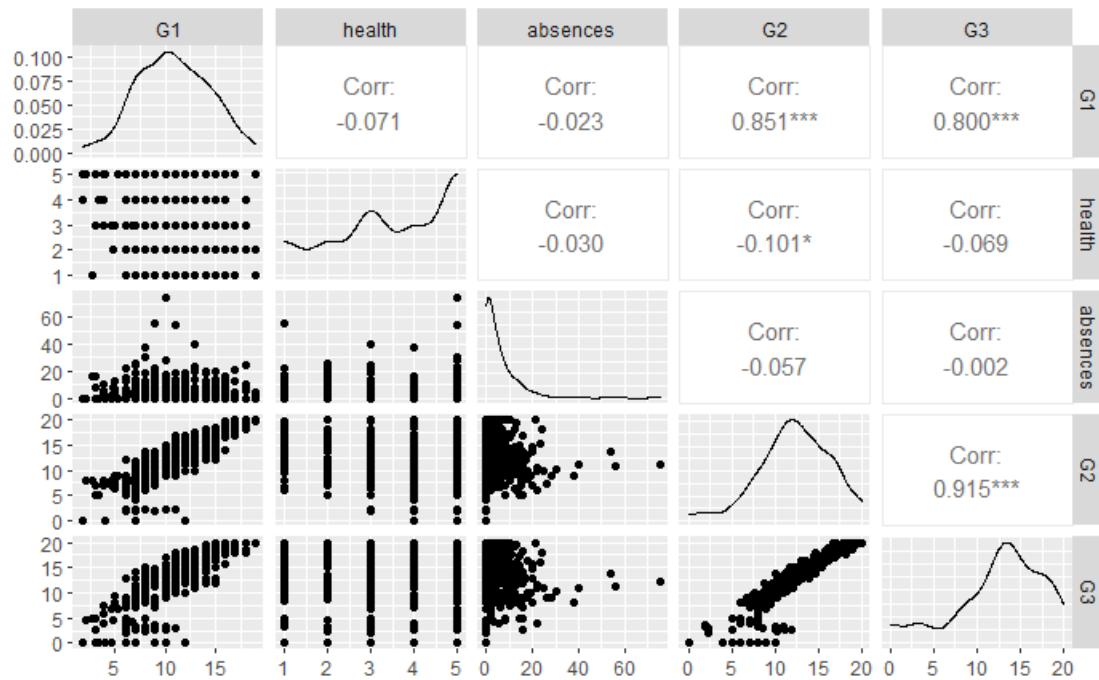 G1 health absences G2 G3
0.100
0.075
0.050
0.025
0.000
Corr:
-0.071
Corr:
-0.023
Corr:
0.851***
Corr:
0.800***
G1
5
4
3
2
1
Corr:
-0.030
Corr:
-0.101*
Corr:
-0.069
health
60
40
20
0
Corr:
-0.057
Corr:
-0.002
absences
20
15
10
5
0
Corr:
0.915***
G2
20
15
10
5
0
G3
5 10 15
1 2 3 4 5
0 20 40 60
0 5 10 15 20
0 5 10 15 20